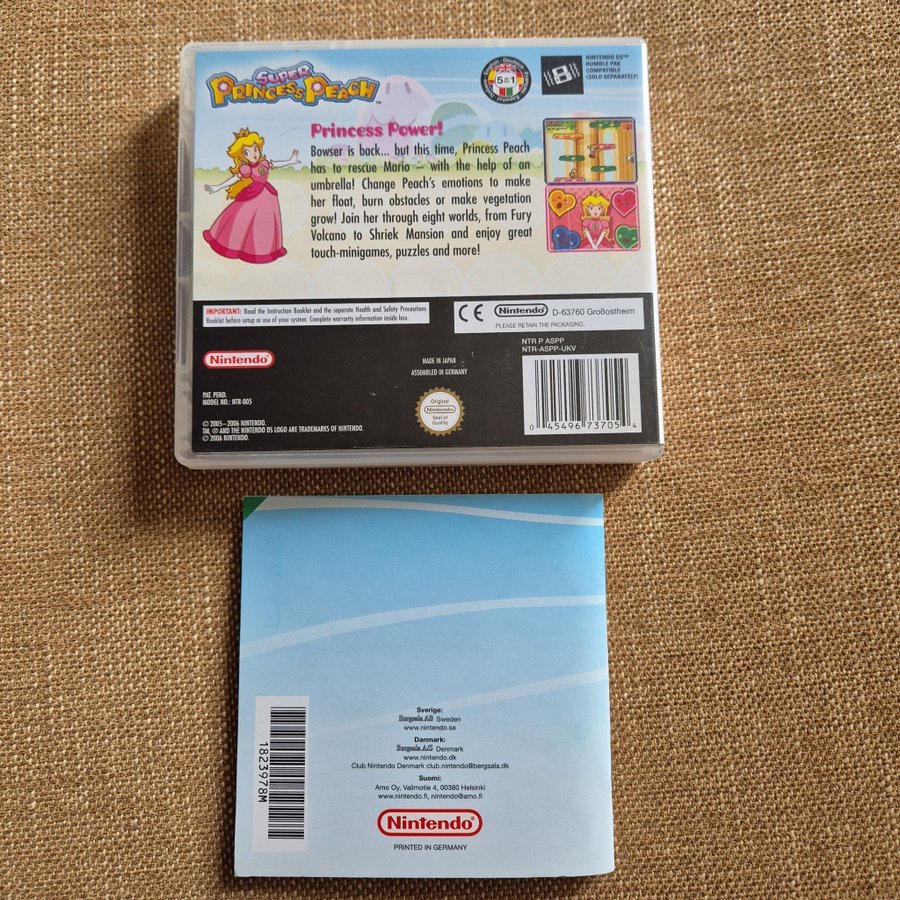 SUPER
PRINCESS PEACH™
5 in 1
NINTENDO DS™
RUMBLE PAK
COMPATIBLE
(SOLD SEPARATELY)
Princess Power!
Bowser is back... but this time, Princess Peach
has to rescue Mario – with the help of an
umbrella! Change Peach's emotions to make
her float, burn obstacles or make vegetation
grow! Join her through eight worlds, from Fury
Volcano to Shriek Mansion and enjoy great
touch-minigames, puzzles and more!
IMPORTANT: Read the Instruction Booklet and the separate Health and Safety Precautions
Booklet before setup or use of your system. Complete warranty information inside box.
CE Nintendo® D-63760 Großostheim
PLEASE RETAIN THE PACKAGING.
Nintendo®
MADE IN JAPAN
ASSEMBLED IN GERMANY
NTR P ASPP
NTR-ASPP-UKV
PAT. PEND.
MODEL NO.: NTR-005
Original
Nintendo
Seal of
Quality
© 2005–2006 NINTENDO.
TM, ® AND THE NINTENDO DS LOGO ARE TRADEMARKS OF NINTENDO.
© 2006 NINTENDO.
0 45496 73705 4
1823978M
Sverige:
Bergsala AB Sweden
www.nintendo.se
Danmark:
Bergsala A/S Denmark
www.nintendo.dk
Club Nintendo Denmark club.nintendo@bergsala.dk
Suomi:
Amo Oy, Valimotie 4, 00380 Helsinki
www.nintendo.fi, nintendo@amo.fi
Nintendo®
PRINTED IN GERMANY